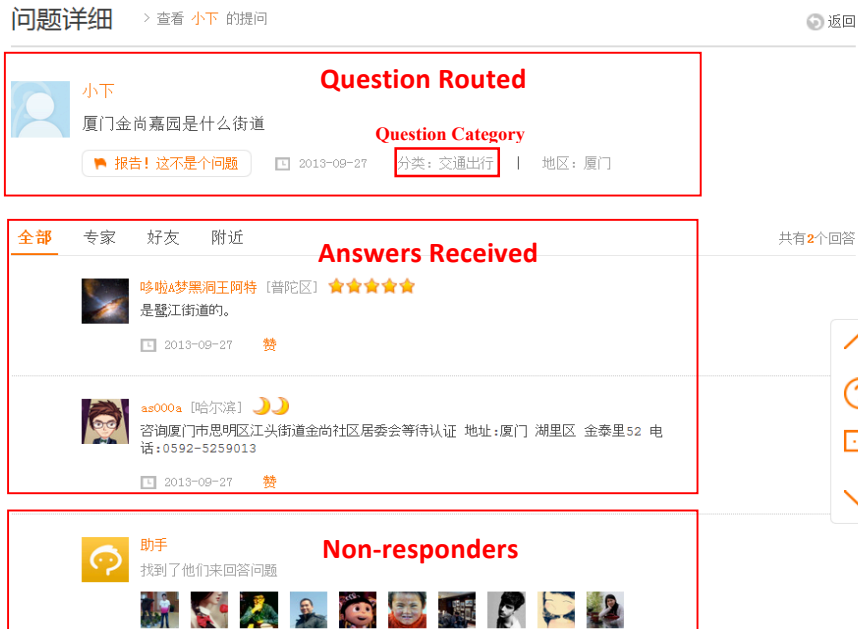 问题详细 > 查看 小下 的提问 返回
Question Routed
小下
厦门金尚嘉园是什么街道
Question Category
报告！这不是个问题 2013-09-27 分类：交通出行 | 地区：厦门
全部 专家 好友 附近 共有2个回答
Answers Received
哆啦A梦黑洞王阿特 [普陀区]
是鹭江街道的。
2013-09-27 赞
as000a [哈尔滨]
咨询厦门市思明区江头街道金尚社区居委会等待认证 地址:厦门 湖里区 金泰里52 电
话:0592-5259013
2013-09-27 赞
助手
Non-responders
找到了他们来回答问题